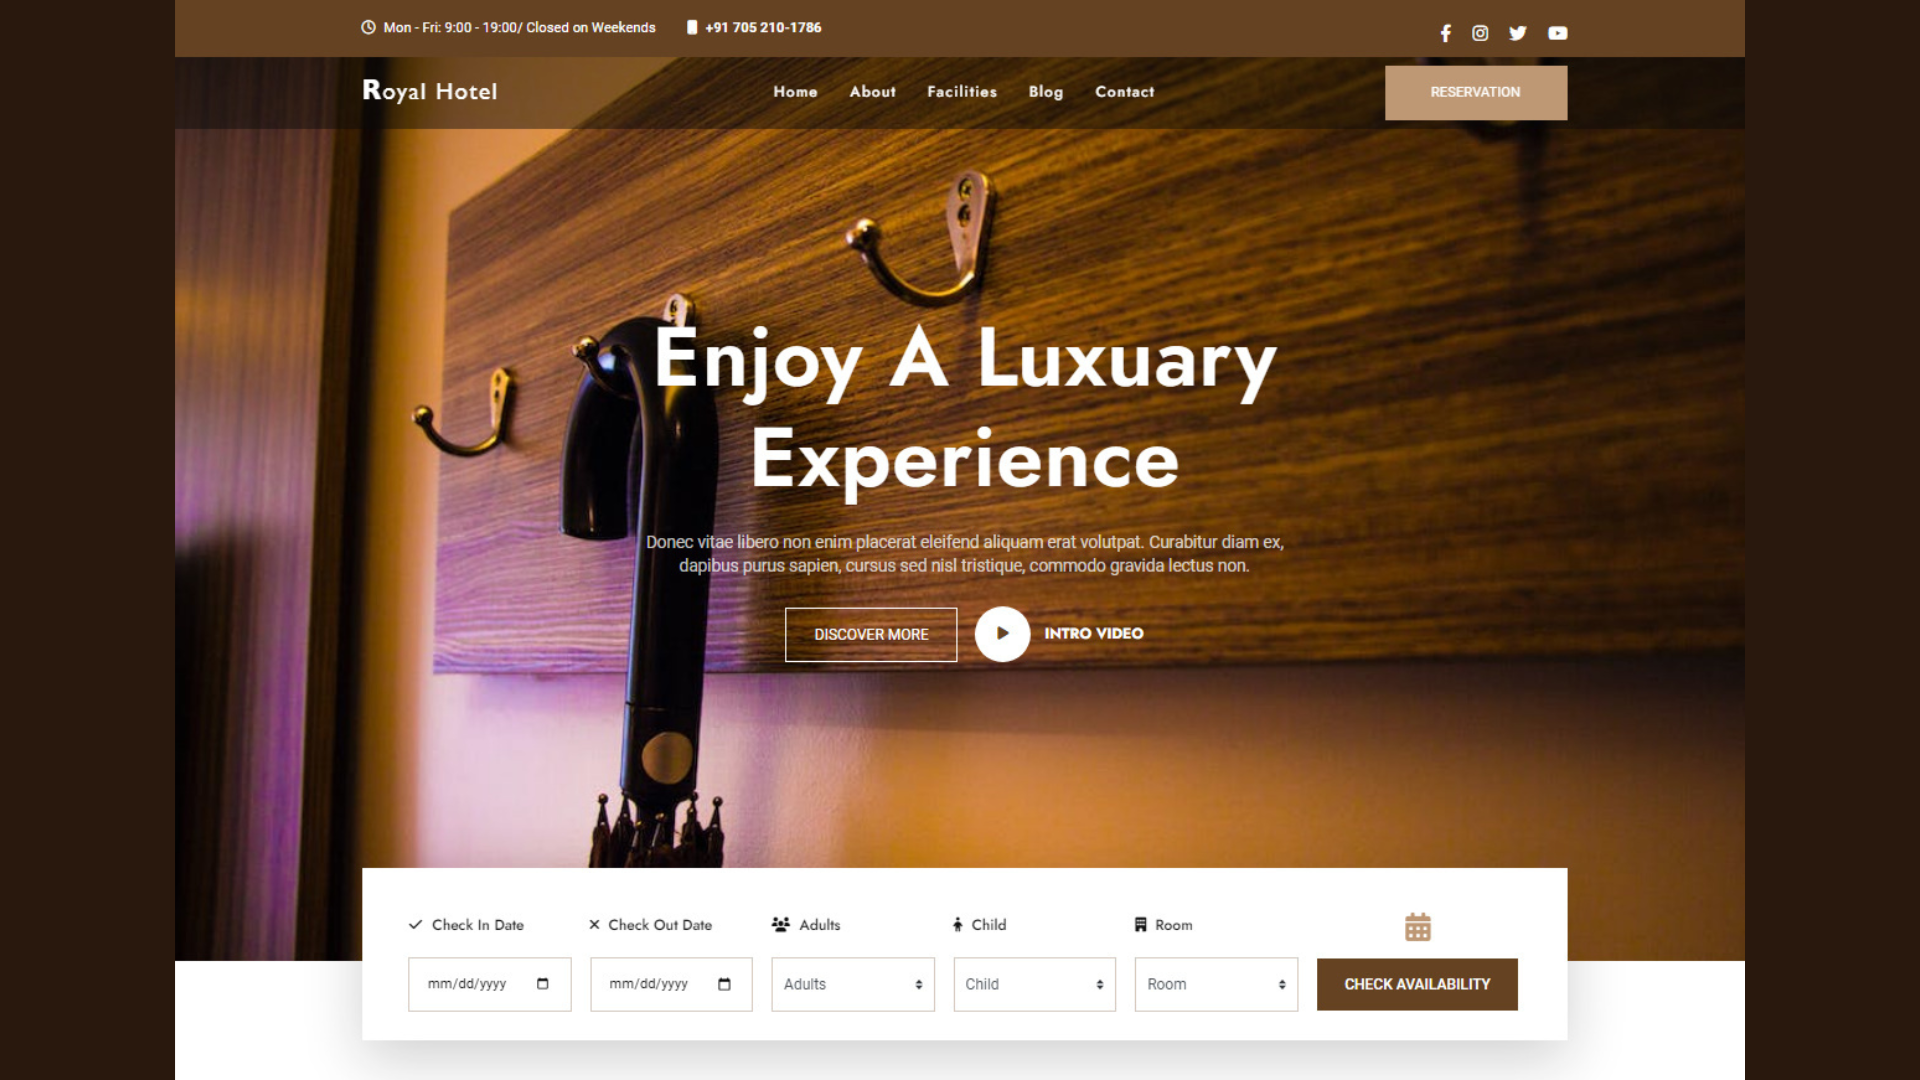 Mon - Fri: 9:00 - 19:00/ Closed on Weekends
+91 705 210-1786
Royal Hotel
Home
About
Facilities
Blog
Contact
RESERVATION
Enjoy A Luxuary
Experience
Donec vitae libero non enim placerat eleifend aliquam erat volutpat. Curabitur diam ex,
dapibus purus sapien, cursus sed nisl tristique, commodo gravida lectus non.
DISCOVER MORE
INTRO VIDEO
Check In Date
Check Out Date
Adults
Child
Room
mm/dd/yyyy
mm/dd/yyyy
Adults
Child
Room
CHECK AVAILABILITY